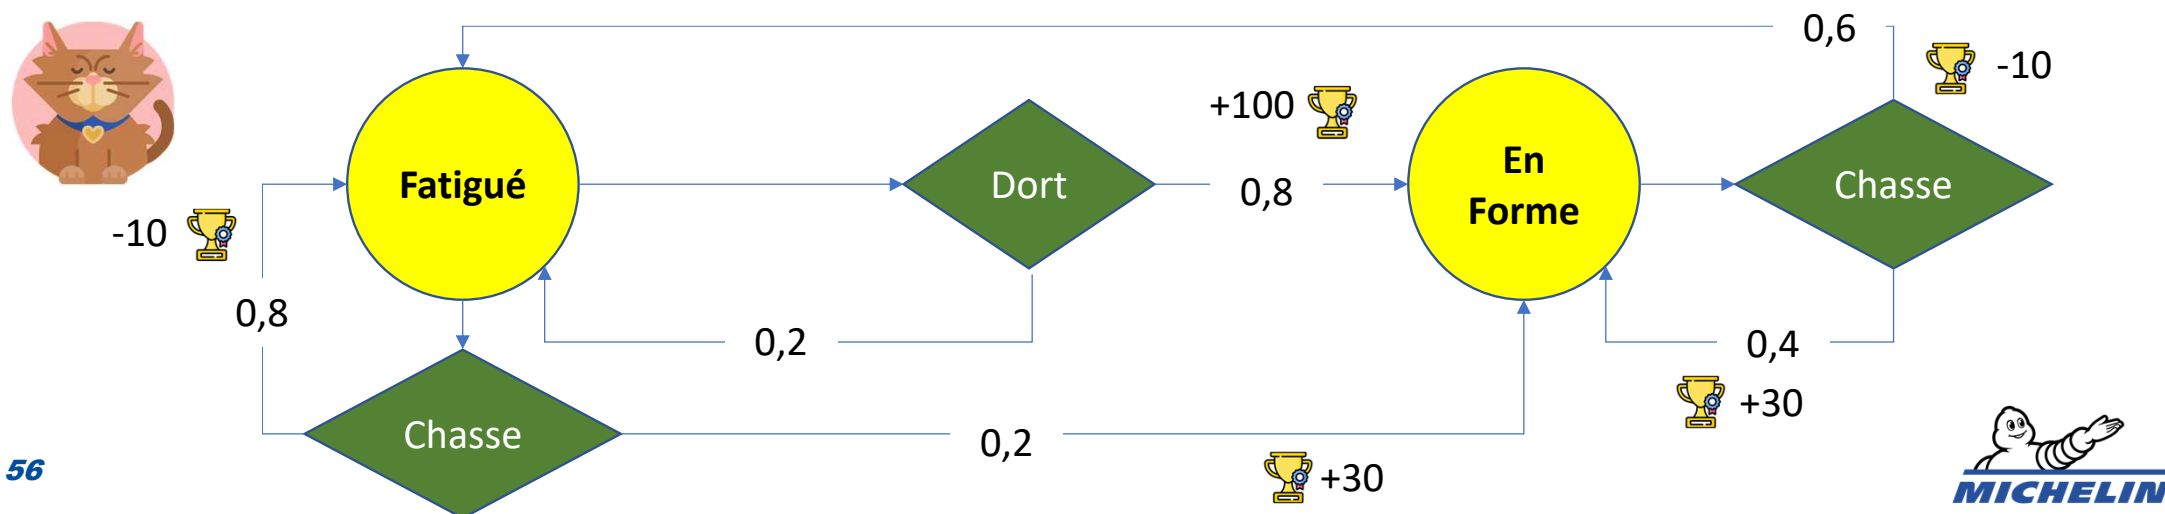 0,6
-10
+100
Fatigué
Dort
0,8
En
Forme
Chasse
-10
0,8
0,2
0,4
+30
Chasse
0,2
+30
56
MICHELIN